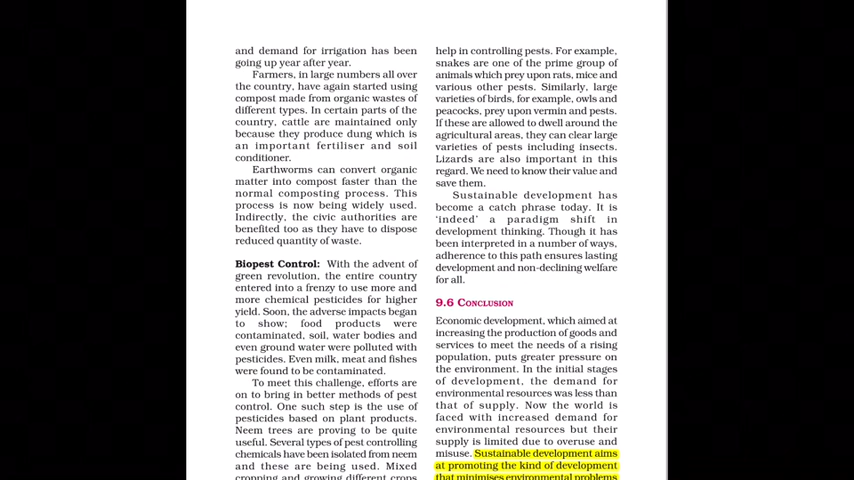 and demand for irrigation has been
going up year after year.
Farmers, in large numbers all over
the country, have again started using
compost made from organic wastes of
different types. In certain parts of the
country, cattle are maintained only
because they produce dung which is
an important fertiliser and soil
conditioner.
Earthworms can convert organic
matter into compost faster than the
normal composting process. This
process is now being widely used.
Indirectly, the civic authorities are
benefited too as they have to dispose
reduced quantity of waste.
Biopest Control: With the advent of
green revolution, the entire country
entered into a frenzy to use more and
more chemical pesticides for higher
yield. Soon, the adverse impacts began
to show; food products were
contaminated, soil, water bodies and
even ground water were polluted with
pesticides. Even milk, meat and fishes
were found to be contaminated.
To meet this challenge, efforts are
on to bring in better methods of pest
control. One such step is the use of
pesticides based on plant products.
Neem trees are proving to be quite
useful. Several types of pest controlling
chemicals have been isolated from neem
and these are being used. Mixed
cropping and growing different crops
help in controlling pests. For example,
snakes are one of the prime group of
animals which prey upon rats, mice and
various other pests. Similarly, large
varieties of birds, for example, owls and
peacocks, prey upon vermin and pests.
If these are allowed to dwell around the
agricultural areas, they can clear large
varieties of pests including insects.
Lizards are also important in this
regard. We need to know their value and
save them.
Sustainable development has
become a catch phrase today. It is
‘indeed’ a paradigm shift in
development thinking. Though it has
been interpreted in a number of ways,
adherence to this path ensures lasting
development and non-declining welfare
for all.
9.6 CONCLUSION
Economic development, which aimed at
increasing the production of goods and
services to meet the needs of a rising
population, puts greater pressure on
the environment. In the initial stages
of development, the demand for
environmental resources was less than
that of supply. Now the world is
faced with increased demand for
environmental resources but their
supply is limited due to overuse and
misuse. Sustainable development aims
at promoting the kind of development
that minimises environmental problems